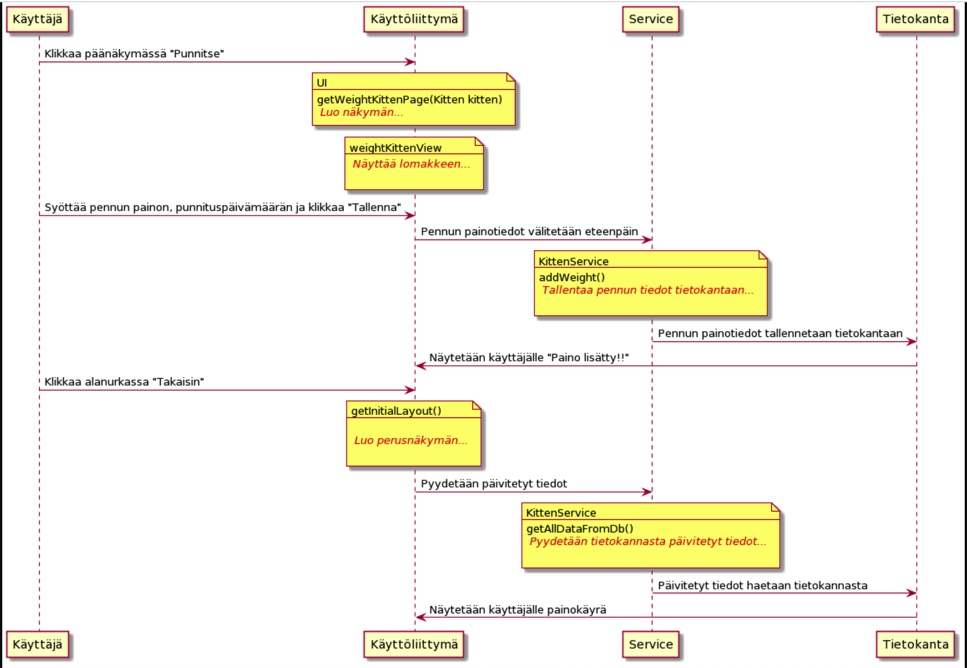 Käyttäjä
Käyttöliittymä
Service
Tietokanta
Klikkaa päänäkymässä "Punnitse"
UI
getWeightKittenPage(Kitten kitten)
Luo näkymän...
weightKittenView
Näyttää lomakkeen...
Syöttää pennun painon, punnituspäivämäärän ja klikkaa "Tallenna"
Pennun painotiedot välitetään eteenpäin
KittenService
addWeight()
Tallentaa pennun tiedot tietokantaan...
Pennun painotiedot tallennetaan tietokantaan
Näytetään käyttäjälle "Paino lisätty!!"
Klikkaa alanurkassa "Takaisin"
getInitialLayout()
Luo perusnäkymän...
Pyydetään päivitetyt tiedot
KittenService
getAllDataFromDb()
Pyydetään tietokannasta päivitetyt tiedot...
Päivitetyt tiedot haetaan tietokannasta
Näytetään käyttäjälle painokäyrä
Käyttäjä
Käyttöliittymä
Service
Tietokanta